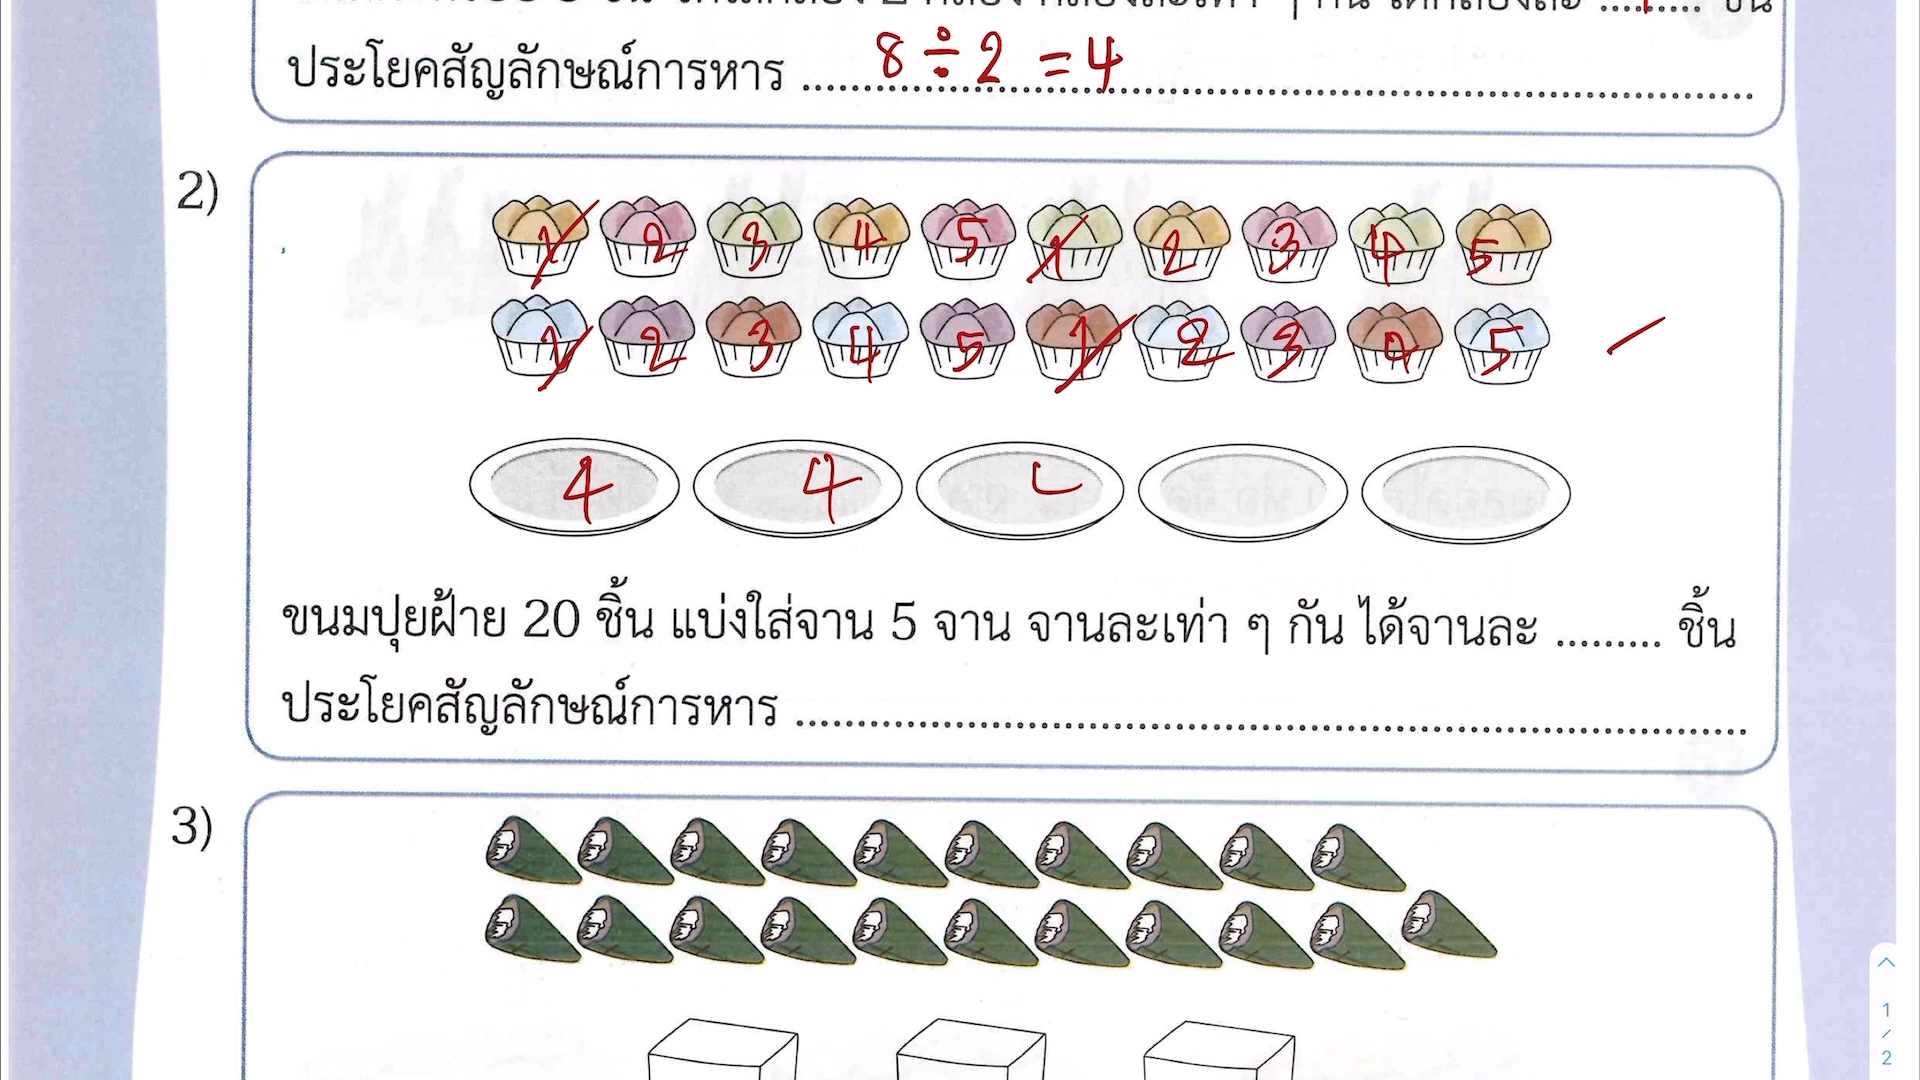 ประโยคสัญลักษณ์การหาร 8 ÷ 2 = 4
2)
1 2 3 4 5 1 2 3 4 5
1 2 3 4 5 1 2 3 4 5
4 4
ขนมปุยฝ้าย 20 ชิ้น แบ่งใส่จาน 5 จาน จานละเท่า ๆ กัน ได้จานละ ......... ชิ้น
ประโยคสัญลักษณ์การหาร ..........
3)
1
/
2